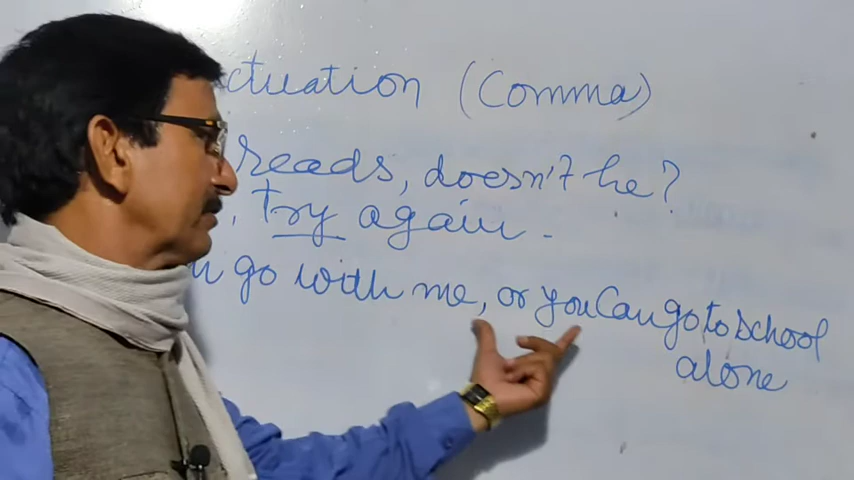 ctuation (Comma)
reads, doesn't he?
, try again.
go with me, or you can go to school
alone